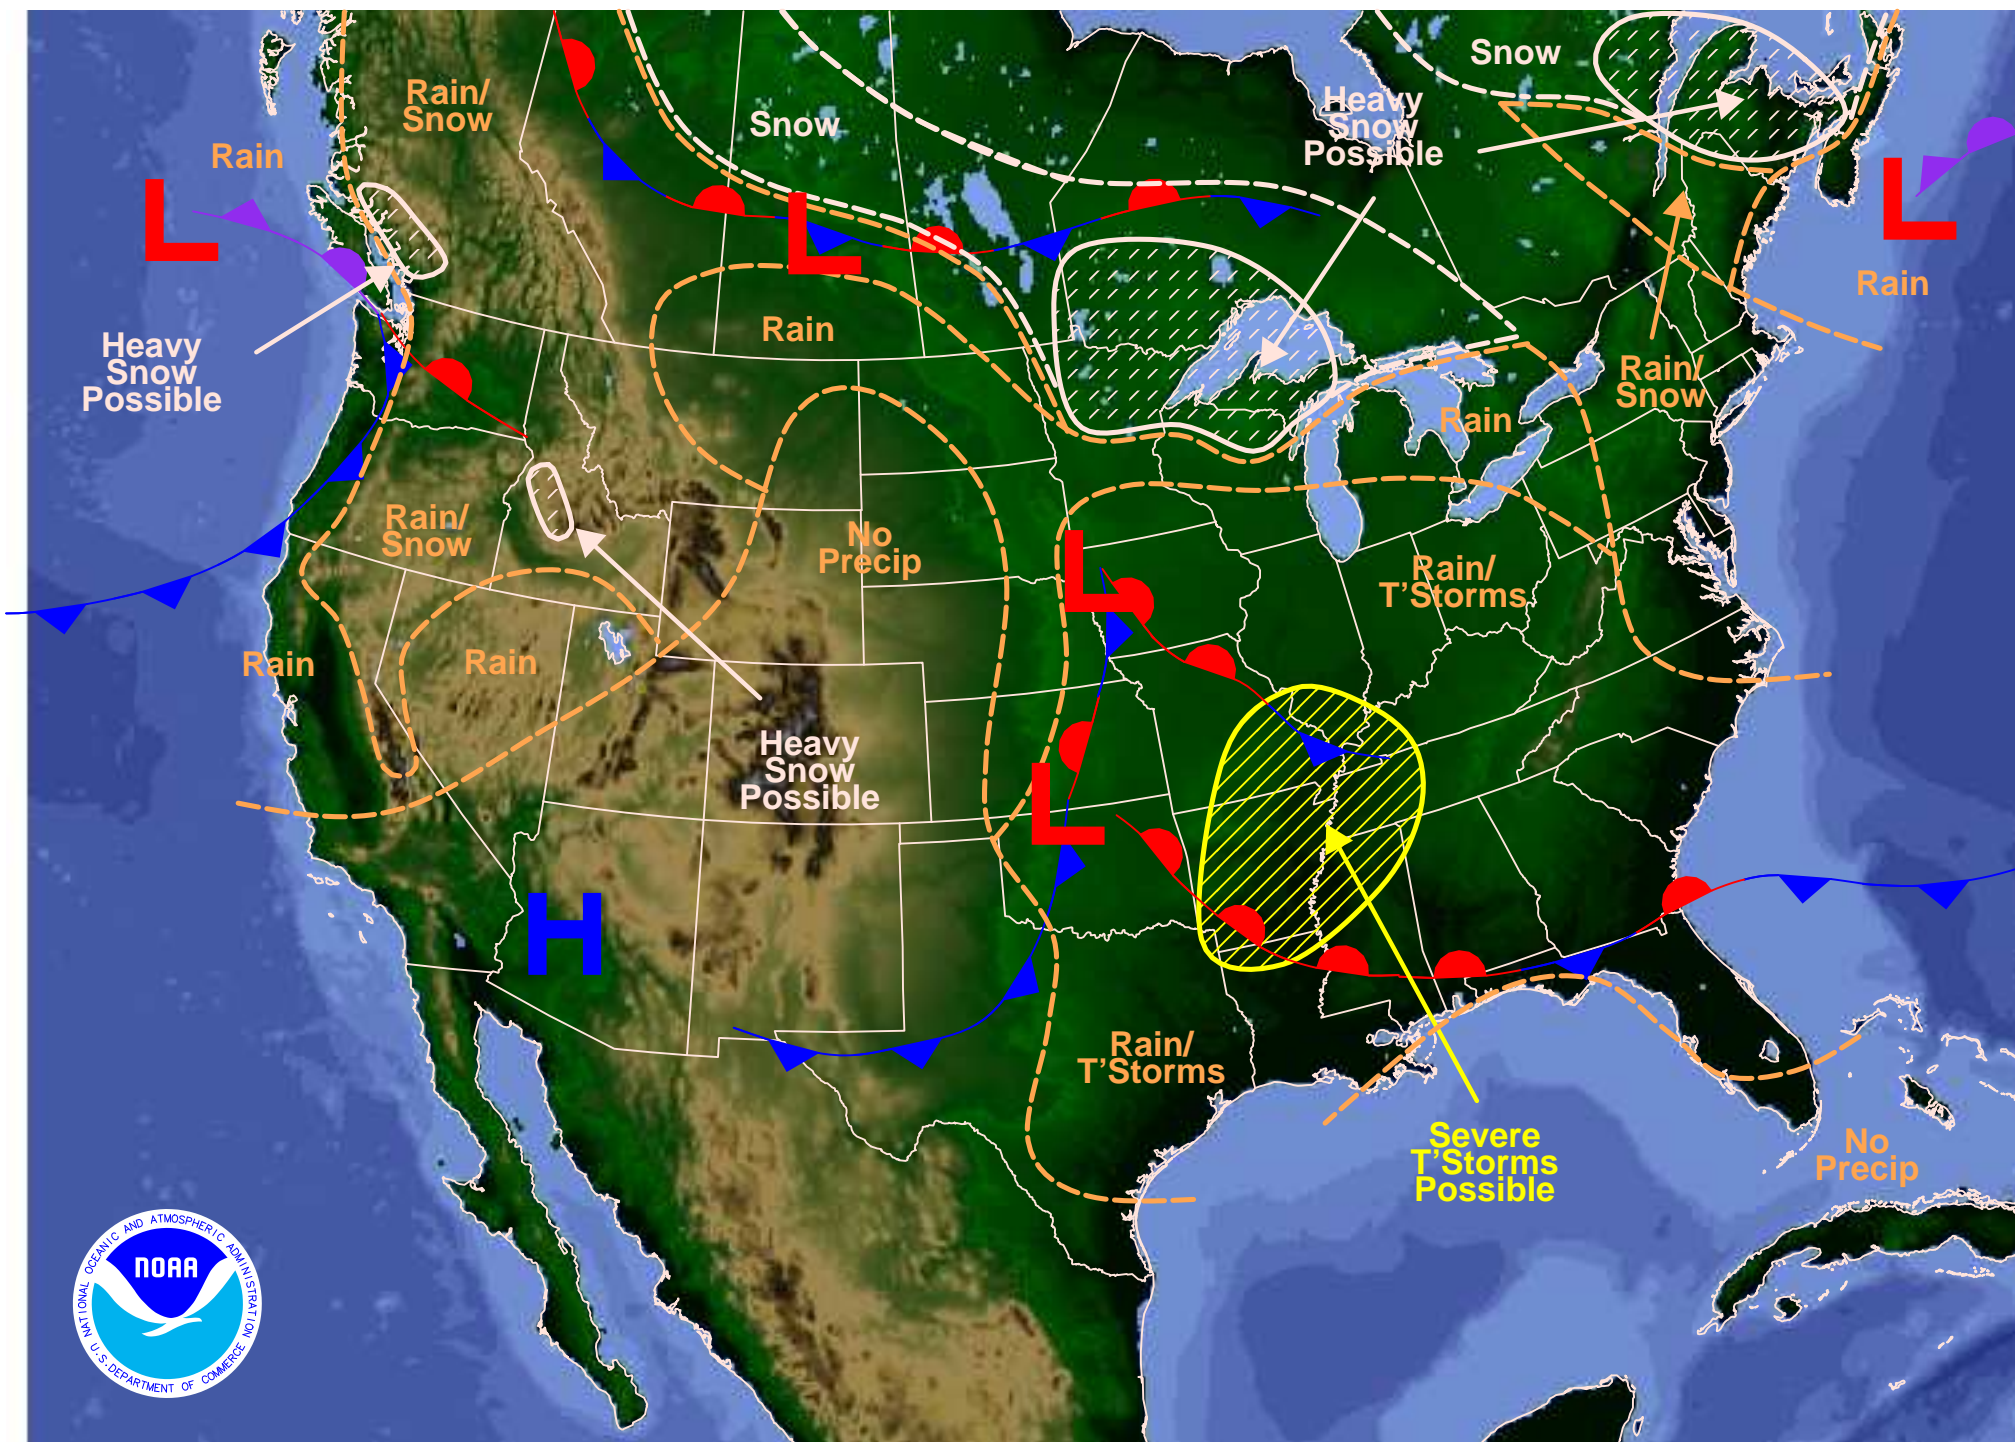 Snow
Rain/
Snow
Snow
Heavy
Snow
Possible
Rain
L
L
L
Rain
Rain
Heavy
Snow
Possible
Rain/
Snow
Rain
Rain/
Snow
No
Precip
L
Rain/
T'Storms
Rain
Rain
Heavy
Snow
Possible
L
H
Rain/
T'Storms
Severe
T'Storms
Possible
No
Precip
NATIONAL OCEANIC AND ATMOSPHERIC ADMINISTRATION
NOAA
U.S. DEPARTMENT OF COMMERCE